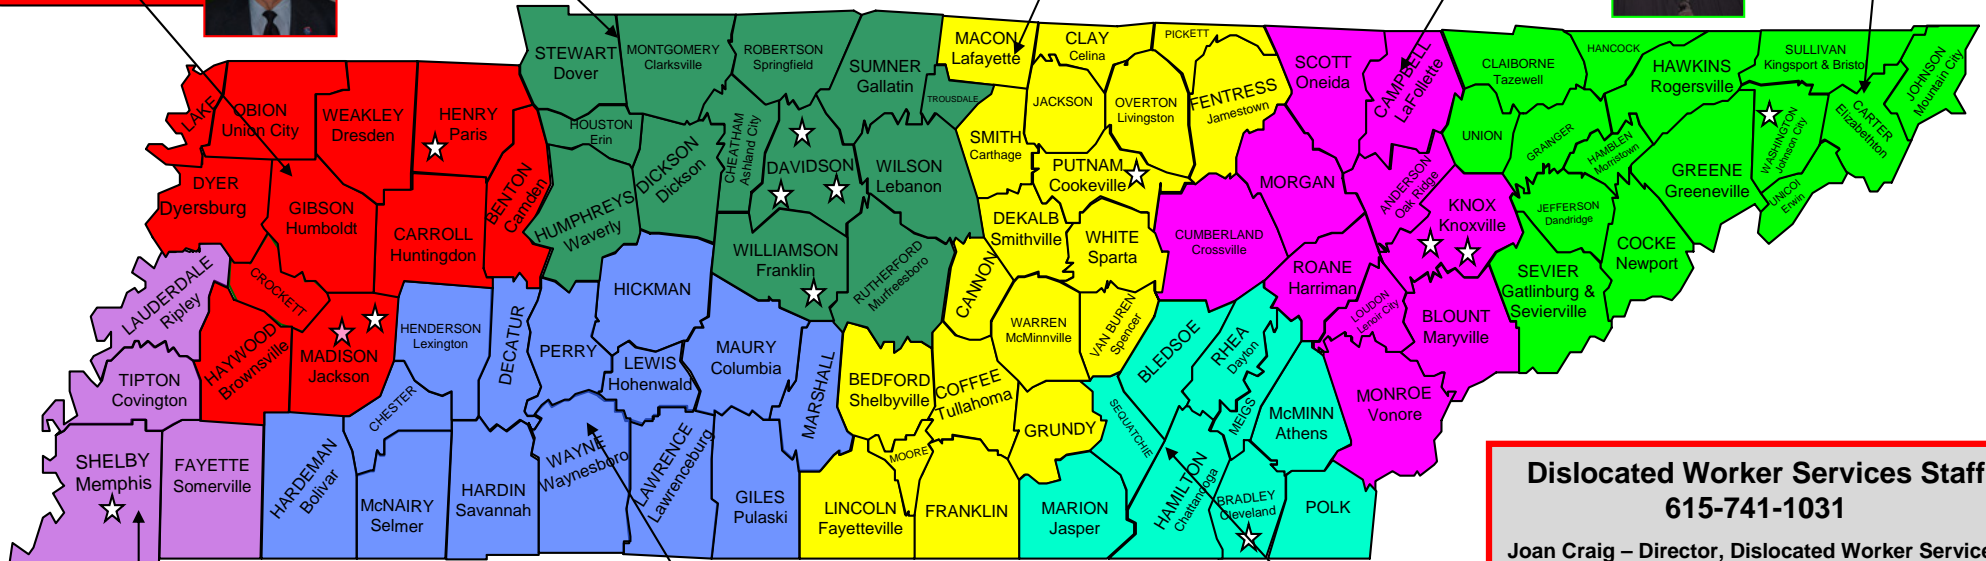 LAKE
OBION
Union City
WEAKLEY
Dresden
HENRY
Paris
DYER
Dyersburg
GIBSON
Humboldt
CARROLL
Huntingdon
BENTON
Camden
CROCKETT
HAYWOOD
Brownsville
MADISON
Jackson
LAUDERDALE
Ripley
TIPTON
Covington
SHELBY
Memphis
FAYETTE
Somerville
HARDEMAN
Bolivar
CHESTER
McNAIRY
Selmer
HENDERSON
Lexington
DECATUR
HARDIN
Savannah
PERRY
HICKMAN
LEWIS
Hohenwald
WAYNE
Waynesboro
LAWRENCE
Lawrenceburg
MAURY
Columbia
MARSHALL
GILES
Pulaski
STEWART
Dover
MONTGOMERY
Clarksville
ROBERTSON
Springfield
SUMNER
Gallatin
TROUSDALE
HOUSTON
Erin
HUMPHREYS
Waverly
DICKSON
Dickson
CHEATHAM
Ashland City
DAVIDSON
WILSON
Lebanon
WILLIAMSON
Franklin
RUTHERFORD
Murfreesboro
MACON
Lafayette
CLAY
Celina
PICKETT
JACKSON
OVERTON
Livingston
FENTRESS
Jamestown
SMITH
Carthage
PUTNAM
Cookeville
DEKALB
Smithville
WHITE
Sparta
CANNON
WARREN
McMinnville
VAN BUREN
Spencer
BEDFORD
Shelbyville
COFFEE
Tullahoma
GRUNDY
MOORE
LINCOLN
Fayetteville
FRANKLIN
SCOTT
Oneida
CAMPBELL
LaFollette
MORGAN
ANDERSON
Oak Ridge
KNOX
Knoxville
CUMBERLAND
Crossville
ROANE
Harriman
LOUDON
Lenoir City
BLOUNT
Maryville
MONROE
Vonore
BLEDSOE
RHEA
Dayton
SEQUATCHIE
MEIGS
McMINN
Athens
MARION
Jasper
HAMILTON
Chattanooga
BRADLEY
Cleveland
POLK
CLAIBORNE
Tazewell
HANCOCK
HAWKINS
Rogersville
SULLIVAN
Kingsport & Bristol
JOHNSON
Mountain City
UNION
GRAINGER
HAMBLEN
Morristown
GREENE
Greeneville
WASHINGTON
Johnson City
CARTER
Elizabethton
UNICOI
Erwin
JEFFERSON
Dandridge
COCKE
Newport
SEVIER
Gatlinburg &
Sevierville
Dislocated Worker Services Staff
615-741-1031
Joan Craig – Director, Dislocated Worker Service